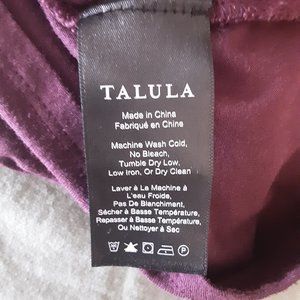 TALULA
Made in China
Fabriqué en Chine
Machine Wash Cold,
No Bleach,
Tumble Dry Low,
Low Iron, Or Dry Clean
Laver à La Machine à
L'eau Froide,
Pas De Blanchiment,
Sécher à Basse Température,
Repasser à Basse Température,
Ou Nettoyer à Sec
P